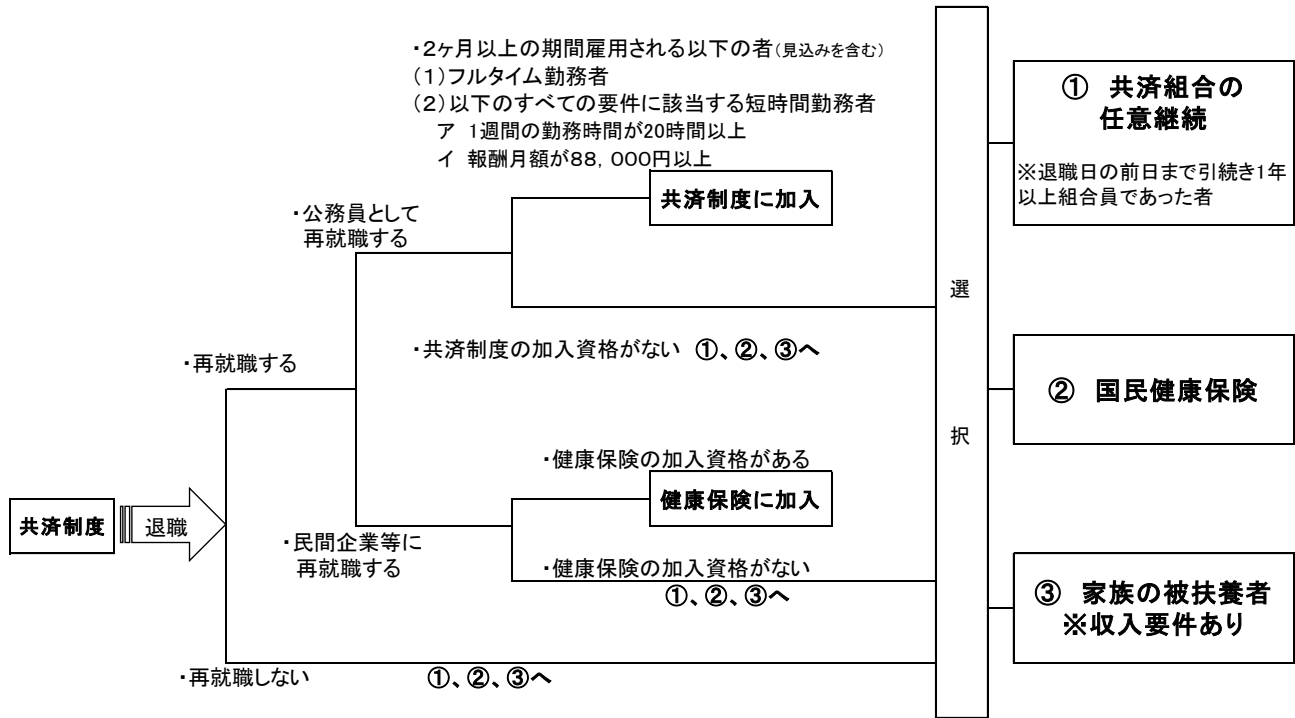 ・2ヶ月以上の期間雇用される以下の者(見込みを含む)
(1)フルタイム勤務者
(2)以下のすべての要件に該当する短時間勤務者
ア 1週間の勤務時間が20時間以上
イ 報酬月額が88,000円以上
共済制度に加入
・公務員として
再就職する
・共済制度の加入資格がない ①、②、③へ
・再就職する
・健康保険の加入資格がある
健康保険に加入
共済制度
退職
・民間企業等に
再就職する
・健康保険の加入資格がない
①、②、③へ
・再就職しない ①、②、③へ
選
択
① 共済組合の
任意継続
※退職日の前日まで引続き1年
以上組合員であった者
② 国民健康保険
③ 家族の被扶養者
※収入要件あり